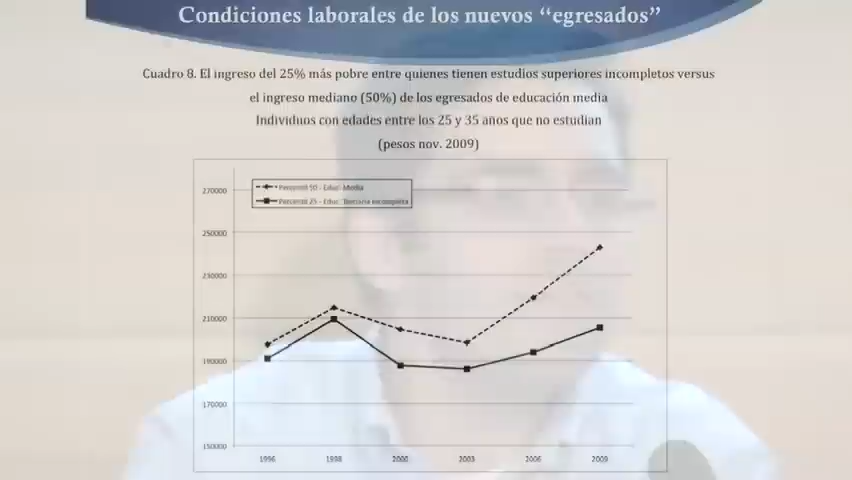 Condiciones laborales de los nuevos “egresados”
Cuadro 8. El ingreso del 25% más pobre entre quienes tienen estudios superiores incompletos versus
el ingreso mediano (50%) de los egresados de educación media
Individuos con edades entre los 25 y 35 años que no estudian
(pesos nov. 2009)
Percentil 50 - Educ. Media
Percentil 25 - Educ. Terciaria incompleta
270000
250000
230000
210000
190000
170000
150000
1996 1998 2000 2003 2006 2009